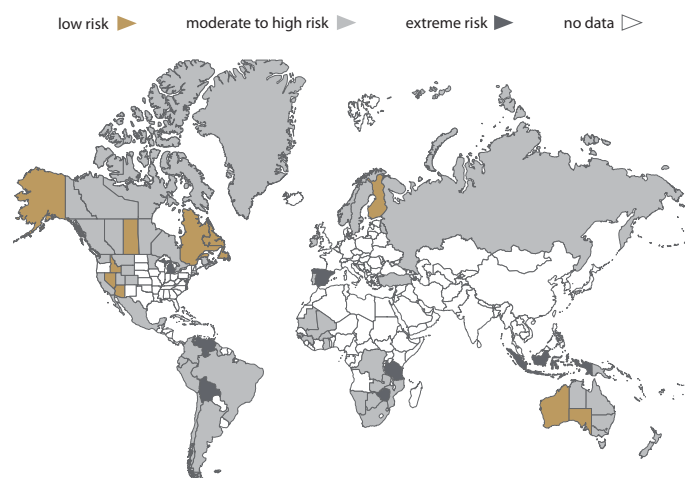 low risk moderate to high risk extreme risk no data